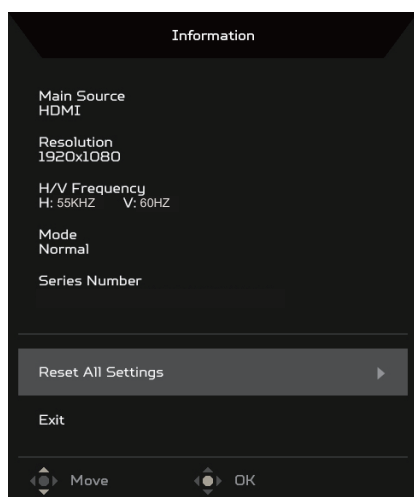 Information
Main Source
HDMI
Resolution
1920x1080
H/V Frequency
H: 55KHZ V: 60HZ
Mode
Normal
Series Number
Reset All Settings
Exit
Move OK